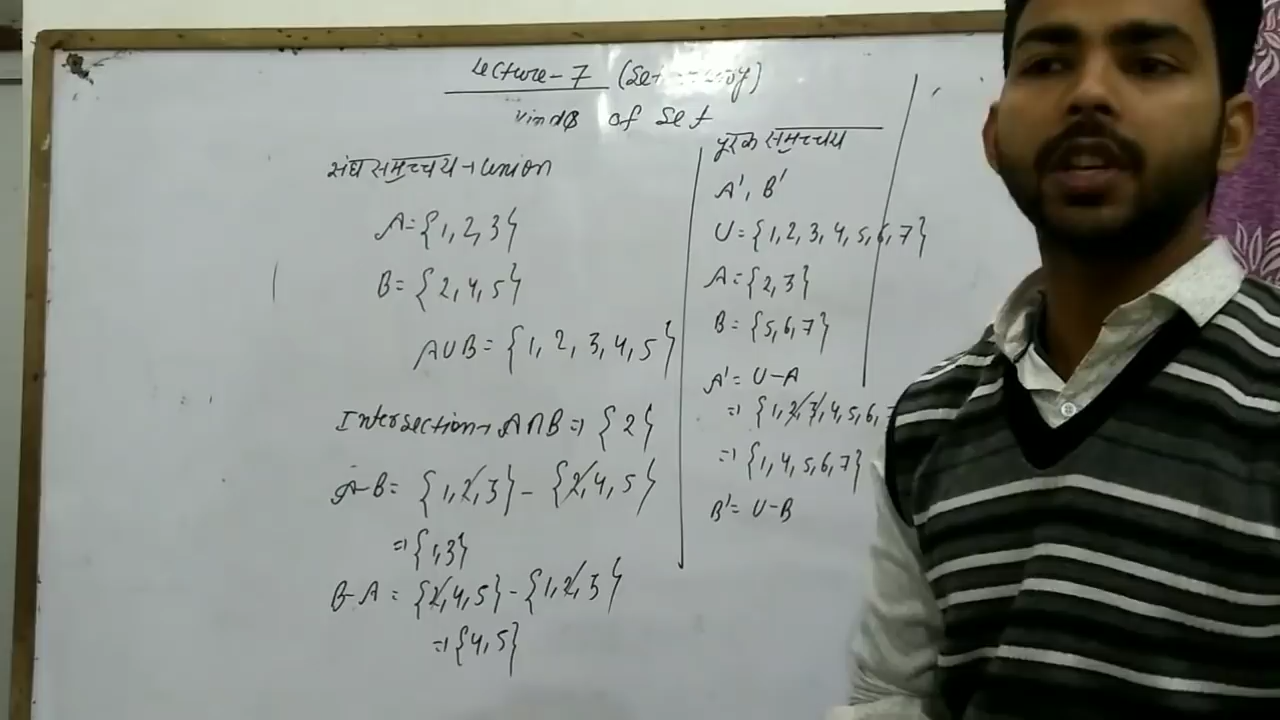 Lecture-7 (Set
Kinds of Set
संघ समुच्चय → Union
A={1,2,3}
B={2,4,5}
AUB={1,2,3,4,5}
Intersection→ A∩B⇒{2}
A-B={1,2,3}-{2,4,5}
⇒{1,3}
B-A={2,4,5}-{1,2,3}
⇒{4,5}
पूरक समुच्चय
A', B'
U={1,2,3,4,5,6,7}
A={2,3}
B={5,6,7}
A'=U-A
⇒{1,2,3,4,5,6,
⇒{1,4,5,6,7}
B'=U-B